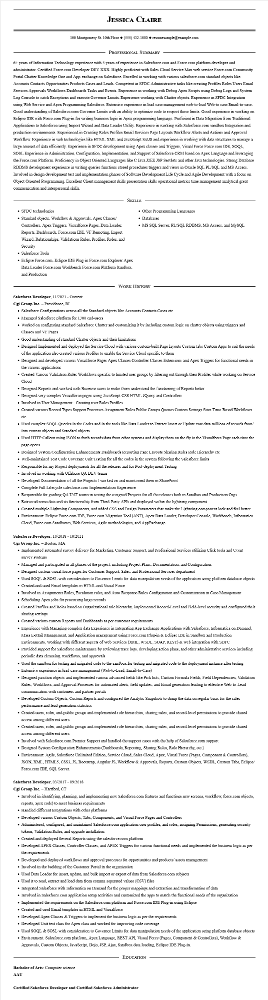 Jessica Claire
100 Montgomery St. 10th Floor ◆ (555) 432-1000 ◆ resumesample@example.com
Professional Summary
6+ years of Information Technology experience with 5 years of experience in Salesforce.com and Force.com platform developer and
administrator. Certified Force.com Developer DEV XXX. Highly proficient with Sales Cloud Service Max web service Force.com Community
Portal Chatter Knowledge One and App-exchange on Salesforce. Excelled in working with various salesforce.com standard objects like
Accounts Contacts Opportunities Products Cases and Leads. Competent in SFDC Administrative tasks like creating Profiles Roles Users Email
Services Approvals Workflows Dashboards Tasks and Events. Experience in working with Debug Apex Scripts using Debug Logs and System
Log Console to catch Exceptions and execute Governor Limits. Experience working with Chatter objects. Experience in SFDC Integration
using Web Service and Apex Programming Salesforce. Extensive experience in lead case management web-to-lead Web-to case Email-to-case.
Good understanding of Salesforce.com Governor Limits with an ability to optimize code to respect those limits. Good experience in working on
Eclipse IDE with Force.com Plug-in for writing business logic in Apex programming language. Proficient in Data Migration from Traditional
Applications to Salesforce using Import Wizard and Data Loader Utility. Experience in working with Salesforce.com sandbox Integration and
production environments. Experienced in Creating Roles Profiles Email Services Page Layouts Workflow Alerts and Actions and Approval
Workflow. Experience in web technologies like HTML XML and JavaScript ExtJS and experience in working with data structures to manage a
large amount of data efficiently. Experience in SFDC development using Apex classes and Triggers, Visual Force Force.com IDE, SOQL,
SOSL Experience in Administration, Configuration, Implementation, and Support of Salesforce CRM based on Apex Language and leveraging
the Force.com Platform. Proficiency in Object Oriented Languages like C Java J2EE JSP Servlets and other Java technologies. Strong Database
RDBMS development experience in writing queries functions stored procedures triggers and views in Oracle SQL PL/SQL and MS Access.
Involved in design development test and implementation phases of Software Development Life Cycle and Agile Development with a focus on
Object Oriented Programming. Excellent Client management skills presentation skills operational metrics time management analytical great
communication and interpersonal skills.
Skills
• SFDC technologies
• Standard objects, Workflow & Approvals, Apex Classes/
Controllers, Apex Triggers, Visualforce Pages, Data Loader,
Reports, Dashboards, Force.com IDE, VF Remoting, Import
Wizard, Relationships, Validations Rules, Profiles, Roles, and
Security
• Salesforce Tools
• Eclipse Force.com, Eclipse IDE Plug-in Force.com Explorer Apex
Data Loader Force.com Workbench Force.com Platform Sandbox,
and Production
• Other Programming Languages
• Databases
• MS SQL Server, PL/SQL RDBMS, MS Access, and MySQL
Work History
Salesforce Developer, 11/2021 - Current
Cgi Group Inc. – Providence, RI
• Salesforce Configurations across all the Standard objects like Accounts Contacts Cases etc
• Managed Salesforce platform for 1300 end-users
• Worked on configuring standard Salesforce Chatter and customizing it by including custom logic on chatter objects using triggers and
Classes and VF Pages
• Good understanding of standard Chatter objects and their limitations
• Designed Implemented and deployed the Service Cloud with various custom-built Page layouts Custom tabs Custom Apps to suit the needs
of the application also created various Profiles to enable the Service Cloud specific to them
• Designed and developed various Visualforce Pages Apex Classes Controller Classes Extensions and Apex Triggers for functional needs in
the various applications
• Created Various Validation Rules Workflows specific to limited user groups by filtering out through their Profiles while working on Service
Cloud
• Designed Reports and worked with Business users to make them understand the functioning of Reports better
• Designed very complex Visualforce pages using JavaScript CSS HTML JQuery and Controllers
• Involved in User Management - Creating user Roles Profiles
• Created various Record Types Support Processes Assignment Rules Public Groups Queues Custom Settings Sites Time-Based Workflows
etc
• Used complex SOQL Queries in the Codes and in the tools like Data Loader to Extract Insert or Update vast data millions of records from/
into custom objects and Standard objects
• Used HTTP Callout using JSON to fetch records/data from other systems and display them on the fly in the Visualforce Page each time the
page opens
• Designed System Configuration Enhancements Dashboards Reporting Page Layouts Sharing Rules Role Hierarchy etc
• Well-maintained Test Code Coverage Unit Testing for all the codes in the system following the Salesforce limits
• Responsible for my Project deployments for all the releases and for Post-deployment Testing
• Involved in working with Offshore QA DEV teams
• Developed Documentation of all the Projects I worked on and maintained them in SharePoint
• Complete Full Lifecycle salesforce.com Implementation Experience
• Responsible for guiding QA UAT teams in testing the assigned Projects for all the releases both in Sandbox and Production Orgs
• Retrieved some data and its functionality from Third-Party APIs and displayed within the lightning component
• Created multiple Lightning Components, and added CSS and Design Parameters that make the Lightning component look and feel better
• Environment: Eclipse Force.com IDE, Force.com Migration Tool (ANT), Apex Data Loader, Developer Console, Workbench, Informatica
Cloud, Force.com Sandboxes, Web Services, Agile methodologies, and AppExchange.
Salesforce Developer, 10/2018 - 10/2021
Cgi Group Inc. – Boston, MA
• Implemented automated survey delivery for Marketing, Customer Support, and Professional Services utilizing Click tools and Cvent
survey systems
• Managed and participated in all phases of the project, including Project Plans, Documentation, and Configuration:
• Designed custom visual force pages for Customer Support, Sales, and Professional Services department
• Used SOQL & SOSL with consideration to Governor Limits for data manipulation needs of the application using platform database objects
• Created and used Email templates in HTML and Visual Force
• Involved in Assignments Rules, Escalation rules, and Auto-Response Rules Configuration and Customization in Case Management
• Scheduling Apex jobs for processing large records
• Created Profiles and Roles based on Organizational role hierarchy, implemented Record-Level and Field-level security and configured their
sharing settings
• Created various custom Reports and Dashboards as per customer requirements
• Experience with Managing complex data Experience in Integrating App Exchange Applications with Salesforce, Informatica on Demand,
Mass E-Mail Management, and Application management using Force.com Plug-in & Eclipse IDE in Sandbox and Production
Environments, Working with different aspects of Web Services (XML, WSDL, SOAP, REST) & web integration with SDFC
• Provided support for Salesforce maintenance by reviewing trace logs, developing action plans, and other administrative services including
periodic data cleansing, workflows, and approvals
• Used the sandbox for testing and migrated code to the sandbox for testing and migrated code to the deployment instance after testing
• Extensive experience in lead case management (Web-to-Lead, Email-to-Case)
• Designed junction objects and implemented various advanced fields like Pick lists, Custom Formula Fields, Field Dependencies, Validation
Rules, Workflows, and Approval Processes for automated alerts, field updates, and Email generation leading to effective Web-to-Lead
communication with customers and partner portals
• Developed Custom Objects, Custom Reports and configured the Analytic Snapshots to dump the data on regular basis for the sales
performance and lead generation statistics
• Created users, roles, and public groups and implemented role hierarchies, sharing rules, and record-level permissions to provide shared
access among different users
• Created users, roles, and public groups and implemented role hierarchies, sharing rules, and record-level permissions to provide shared
access among different users
• Involved with Salesforce.com Premier Support and handled the support cases with the help of Salesforce.com support
• Designed System Configuration Enhancements (Dashboards, Reporting, Sharing Rules, Role Hierarchy, etc.)
• Environment: Agile, Salesforce Unlimited Edition, Service Cloud, Sales Cloud, Apex, Visual Force (Pages, Component & Controllers),
JSON, XML, HTML5, CSS3, JS, Bootstrap, Angular JS, Workflow & Approvals, Reports, Custom Objects, WSDL, Custom Tabs, Eclipse/
Force.com IDE, SQL Server.
Salesforce Developer, 03/2017 - 09/2018
Cgi Group Inc. – Hartford, CT
• Involved in identifying, planning, and implementing new Salesforce.com features and functions new screens, workflow, force.com objects,
reports, apex code) to meet business requirements
• Handled different Integrations with other platforms
• Developed various Custom Objects, Tabs, Components, and Visual Force Pages and Controllers
• Administered, configured, and maintained Salesforce.com application user profiles, and roles, assigning Permissions, generating security
tokens, Validation Rules, and upgrade installation
• Created and deployed Several Reports using the salesforce.com platform
• Developed APEX Classes, Controller Classes, and APEX Triggers for various functional needs and implemented the business logic as per
the requirements
• Developed and deployed workflows and approval processes for opportunities and products/ assets management
• Involved in the building of the Customer Portal in the organization
• Used Data Loader for insert, update, and bulk import or export of data from Salesforce.com subjects
• Used it to read, extract and load data from comma-separated values (CSV) files
• Integrated Salesforce with Informatica on Demand for the proper mappings and extraction and transformation of data
• Involved in Salesforce.com application setup activities and customized the apps to match the functional needs of the organization
• Implemented the requirements on the Salesforce.com platform and Force.com IDE Plug-in using Eclipse
• Created and used Email templates in HTML and Visualforce
• Developed Apex Classes & Triggers to implement the business logic as per the requirements
• Developed Unit test class for Apex class and worked for improving code coverage
• Used SOQL & SOSL with consideration to Governor Limits for data manipulation needs of the application using platform database objects
• Environment: Salesforce.com platform, Apex Language, REST API, Visual Force (Pages, Component & Controllers), Workflow &
Approvals, Custom Objects, JavaScript, Dojo, JSP, Ajax, Sandbox data loading, Eclipse IDE Plug-in.
Education
Bachelor of Arts: Computer science
AAU
Certified Salesforce Developer and Certified Salesforce Administrator